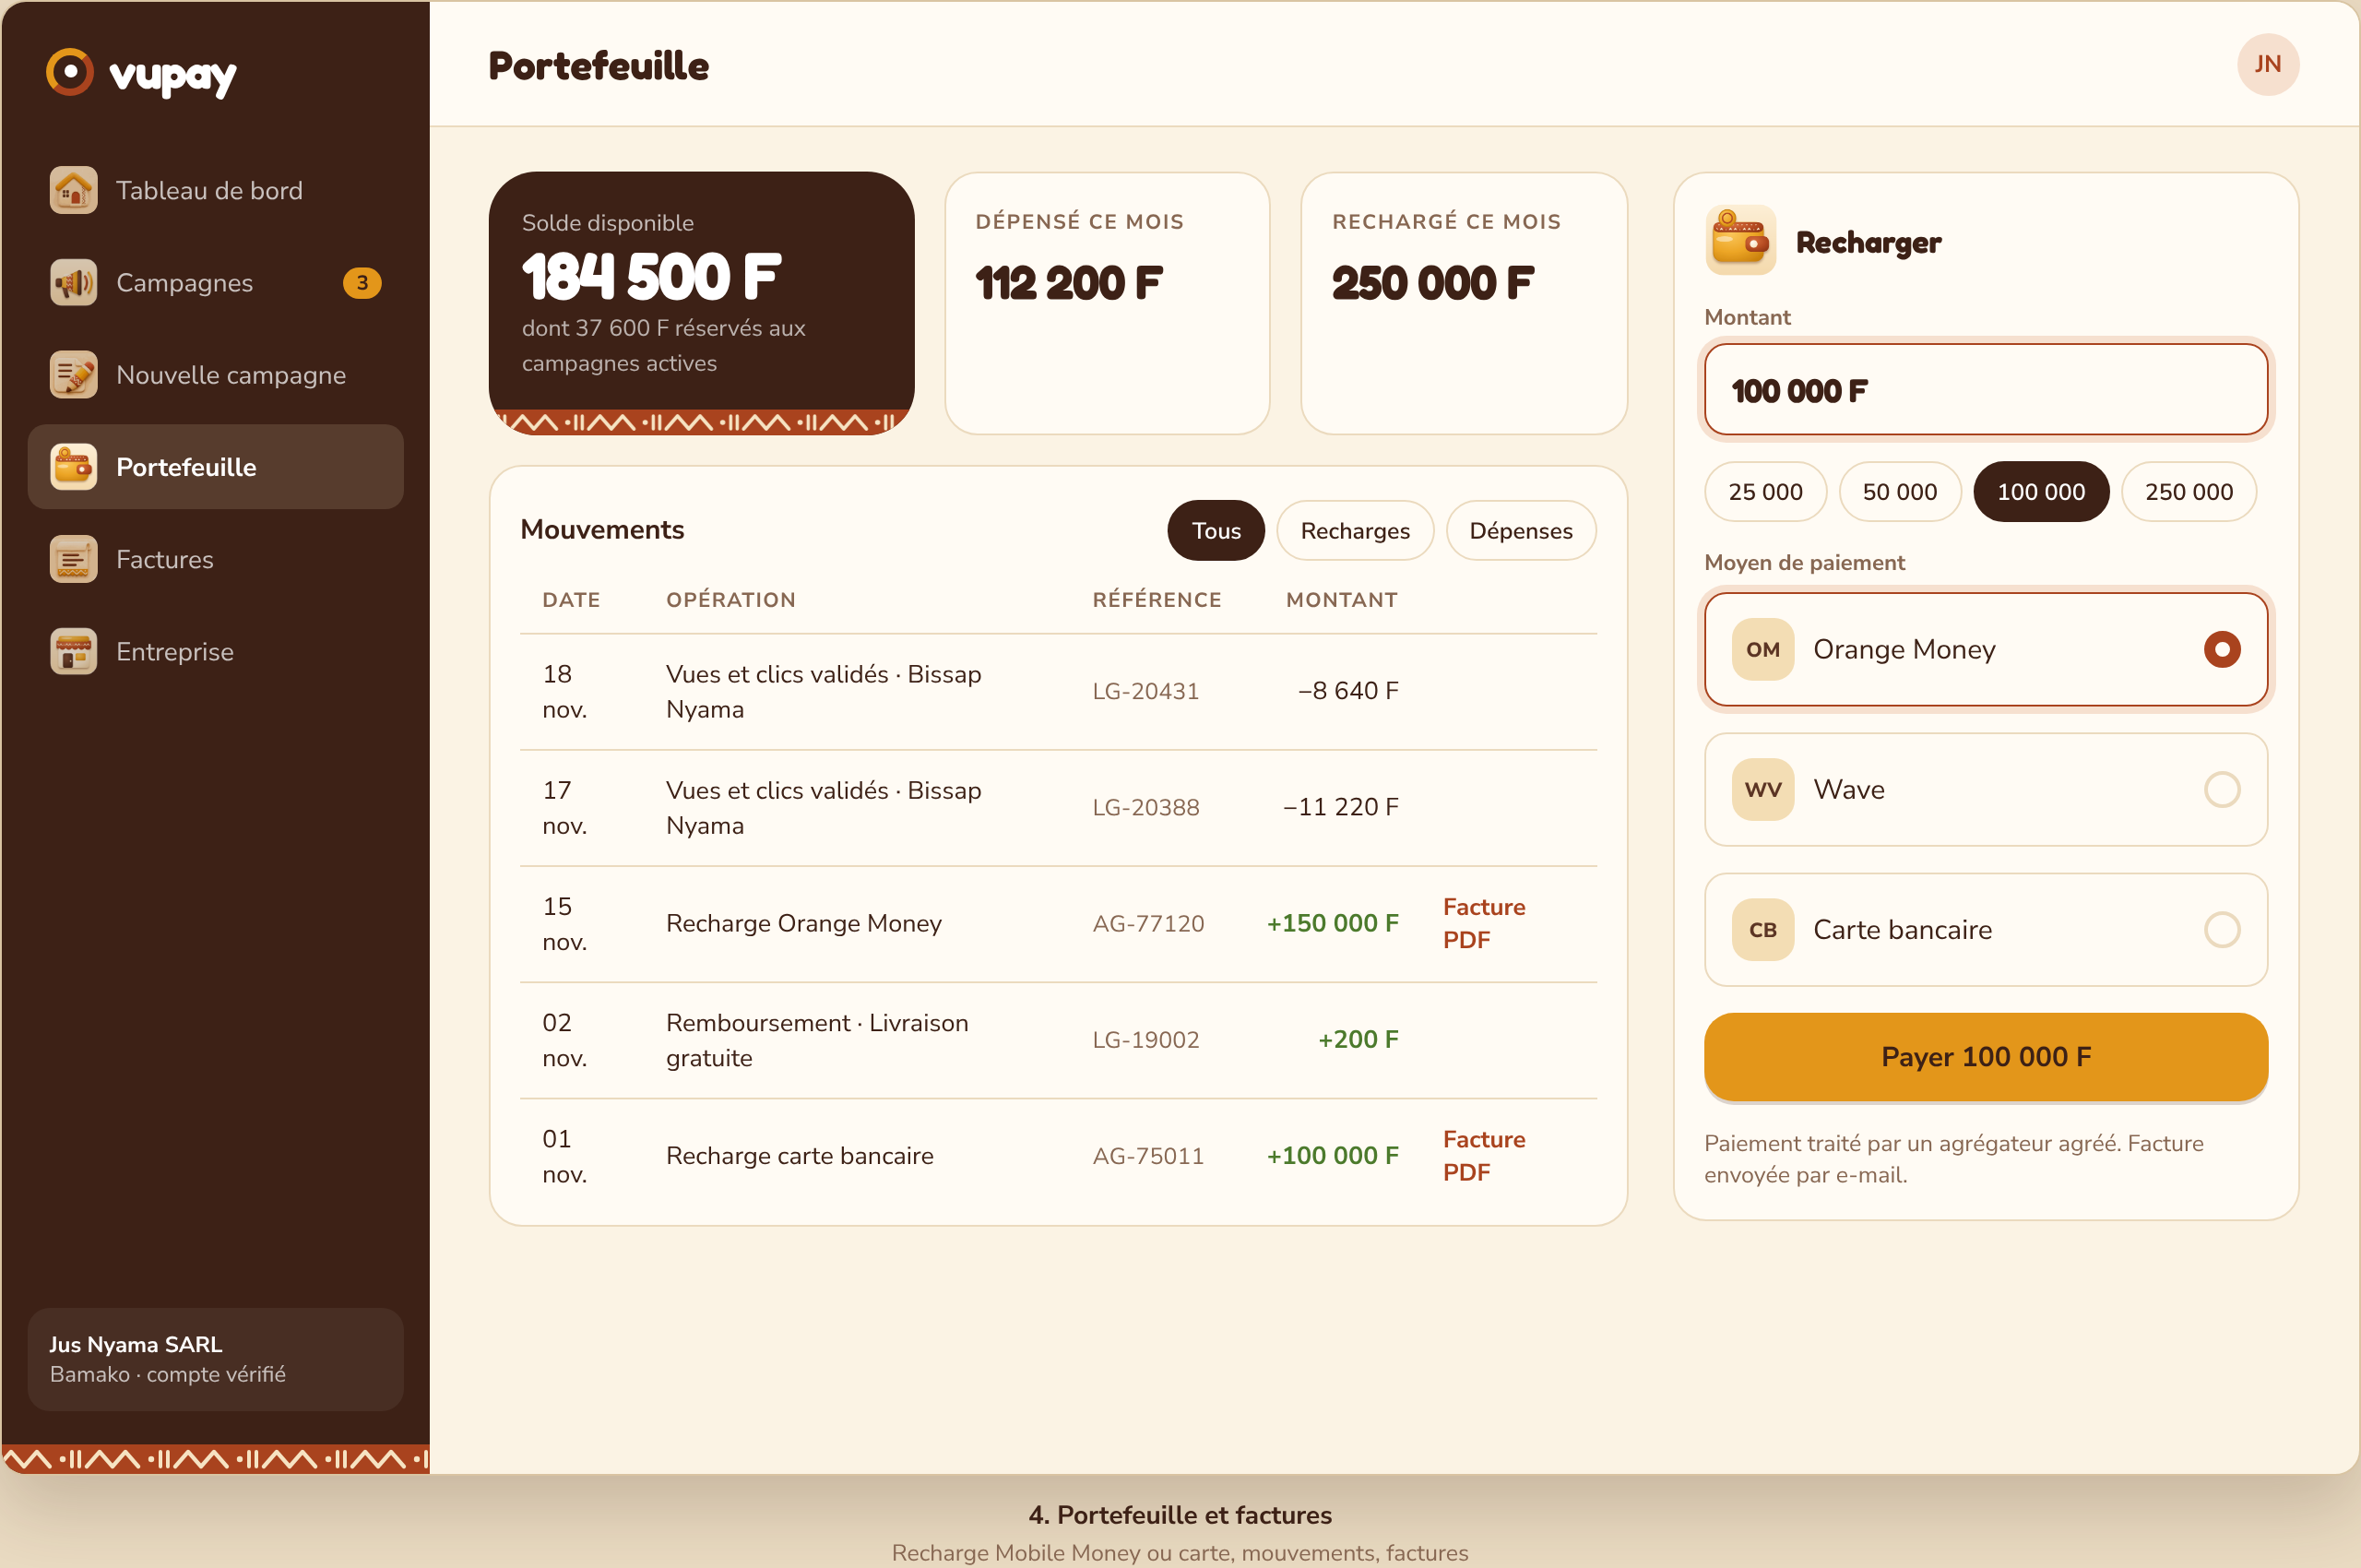 vupay
Tableau de bord
Campagnes 3
Nouvelle campagne
Portefeuille
Factures
Entreprise
Jus Nyama SARL
Bamako · compte vérifié
Portefeuille
JN
Solde disponible
184 500 F
dont 37 600 F réservés aux
campagnes actives
DÉPENSÉ CE MOIS
112 200 F
RECHARGÉ CE MOIS
250 000 F
Mouvements
Tous Recharges Dépenses
DATE OPÉRATION RÉFÉRENCE MONTANT
18 nov. Vues et clics validés · Bissap Nyama LG-20431 −8 640 F
17 nov. Vues et clics validés · Bissap Nyama LG-20388 −11 220 F
15 nov. Recharge Orange Money AG-77120 +150 000 F Facture PDF
02 nov. Remboursement · Livraison gratuite LG-19002 +200 F
01 nov. Recharge carte bancaire AG-75011 +100 000 F Facture PDF
Recharger
Montant
100 000 F
25 000 50 000 100 000 250 000
Moyen de paiement
OM Orange Money
WV Wave
CB Carte bancaire
Payer 100 000 F
Paiement traité par un agrégateur agréé. Facture
envoyée par e-mail.
4. Portefeuille et factures
Recharge Mobile Money ou carte, mouvements, factures